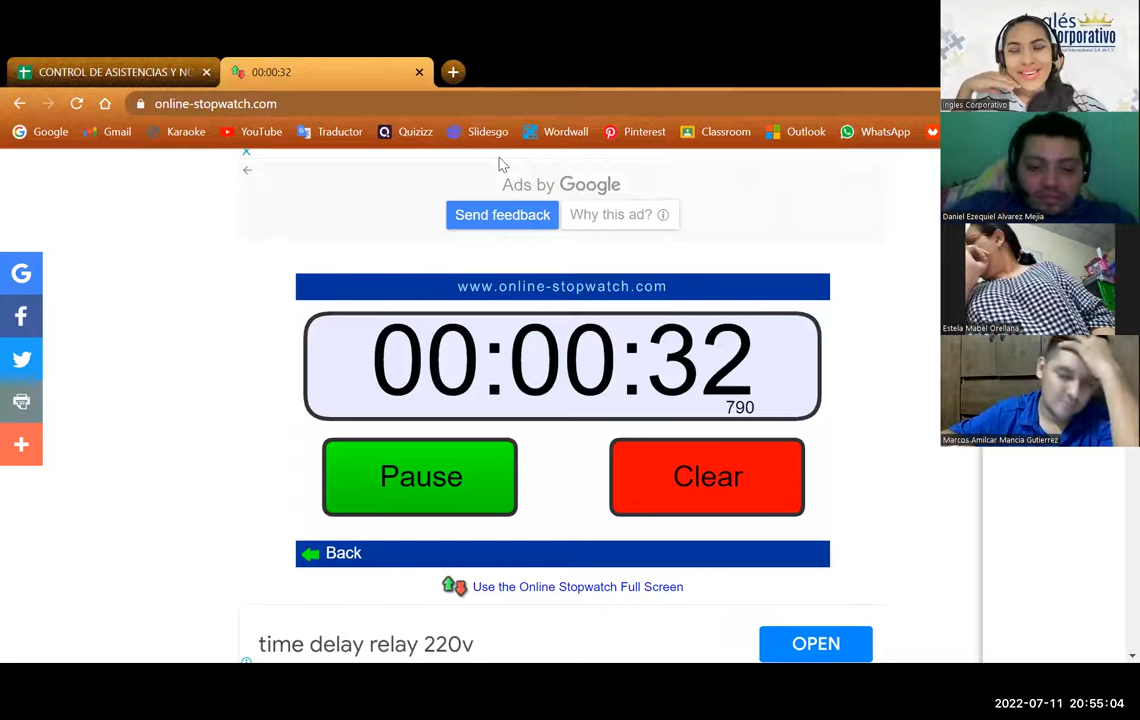 CONTROL DE ASISTENCIAS Y NO
00:00:32
online-stopwatch.com
Google
Gmail
Karaoke
YouTube
Traductor
Quizizz
Slidesgo
Wordwall
Pinterest
Classroom
Outlook
WhatsApp
Ads by Google
Send feedback
Why this ad?
www.online-stopwatch.com
00:00:32
790
Pause
Clear
Back
Use the Online Stopwatch Full Screen
time delay relay 220v
OPEN
Inglés
Corporativo
Ingles Corporativo
Daniel Ezequiel Alvarez Mejia
Estela Mabel Orellana
Marcos Amilcar Mancia Gutierrez
2022-07-11 20:55:04